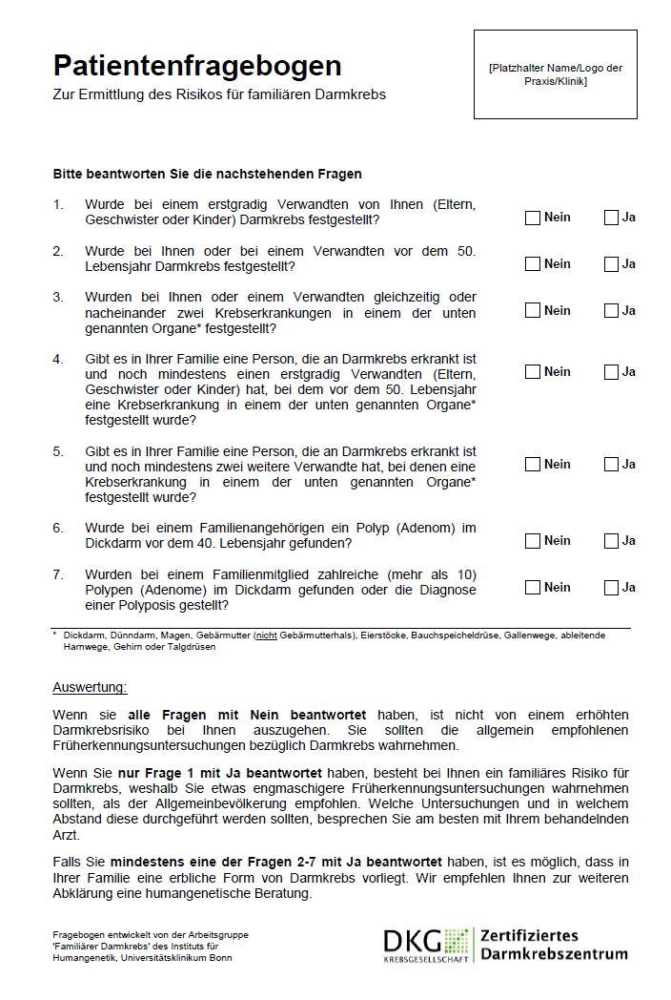 Patientenfragebogen
Zur Ermittlung des Risikos für familiären Darmkrebs
[Platzhalter Name/Logo der
Praxis/Klinik]
Bitte beantworten Sie die nachstehenden Fragen
1. Wurde bei einem erstgradig Verwandten von Ihnen (Eltern,
Geschwister oder Kinder) Darmkrebs festgestellt?
Nein Ja
2. Wurde bei Ihnen oder bei einem Verwandten vor dem 50.
Lebensjahr Darmkrebs festgestellt?
Nein Ja
3. Wurden bei Ihnen oder einem Verwandten gleichzeitig oder
nacheinander zwei Krebserkrankungen in einem der unten
genannten Organe* festgestellt?
Nein Ja
4. Gibt es in Ihrer Familie eine Person, die an Darmkrebs erkrankt ist
und noch mindestens einen erstgradig Verwandten (Eltern,
Geschwister oder Kinder) hat, bei dem vor dem 50. Lebensjahr
eine Krebserkrankung in einem der unten genannten Organe*
festgestellt wurde?
Nein Ja
5. Gibt es in Ihrer Familie eine Person, die an Darmkrebs erkrankt ist
und noch mindestens zwei weitere Verwandte hat, bei denen eine
Krebserkrankung in einem der unten genannten Organe*
festgestellt wurde?
Nein Ja
6. Wurde bei einem Familienangehörigen ein Polyp (Adenom) im
Dickdarm vor dem 40. Lebensjahr gefunden?
Nein Ja
7. Wurden bei einem Familienmitglied zahlreiche (mehr als 10)
Polypen (Adenome) im Dickdarm gefunden oder die Diagnose
einer Polyposis gestellt?
Nein Ja
* Dickdarm, Dünndarm, Magen, Gebärmutter (nicht Gebärmutterhals), Eierstöcke, Bauchspeicheldrüse, Gallenwege, ableitende
Harnwege, Gehirn oder Talgdrüsen
Auswertung:
Wenn sie alle Fragen mit Nein beantwortet haben, ist nicht von einem erhöhten
Darmkrebsrisiko bei Ihnen auszugehen. Sie sollten die allgemein empfohlenen
Früherkennungsuntersuchungen bezüglich Darmkrebs wahrnehmen.
Wenn Sie nur Frage 1 mit Ja beantwortet haben, besteht bei Ihnen ein familiäres Risiko für
Darmkrebs, weshalb Sie etwas engmaschigere Früherkennungsuntersuchungen wahrnehmen
sollten, als der Allgemeinbevölkerung empfohlen. Welche Untersuchungen und in welchem
Abstand diese durchgeführt werden sollten, besprechen Sie am besten mit Ihrem behandelnden
Arzt.
Falls Sie mindestens eine der Fragen 2-7 mit Ja beantwortet haben, ist es möglich, dass in
Ihrer Familie eine erbliche Form von Darmkrebs vorliegt. Wir empfehlen Ihnen zur weiteren
Abklärung eine humangenetische Beratung.
Fragebogen entwickelt von der Arbeitsgruppe
'Familiärer Darmkrebs' des Instituts für
Humangenetik, Universitätsklinikum Bonn
DKG
KREBSGESELLSCHAFT
Zertifiziertes
Darmkrebszentrum